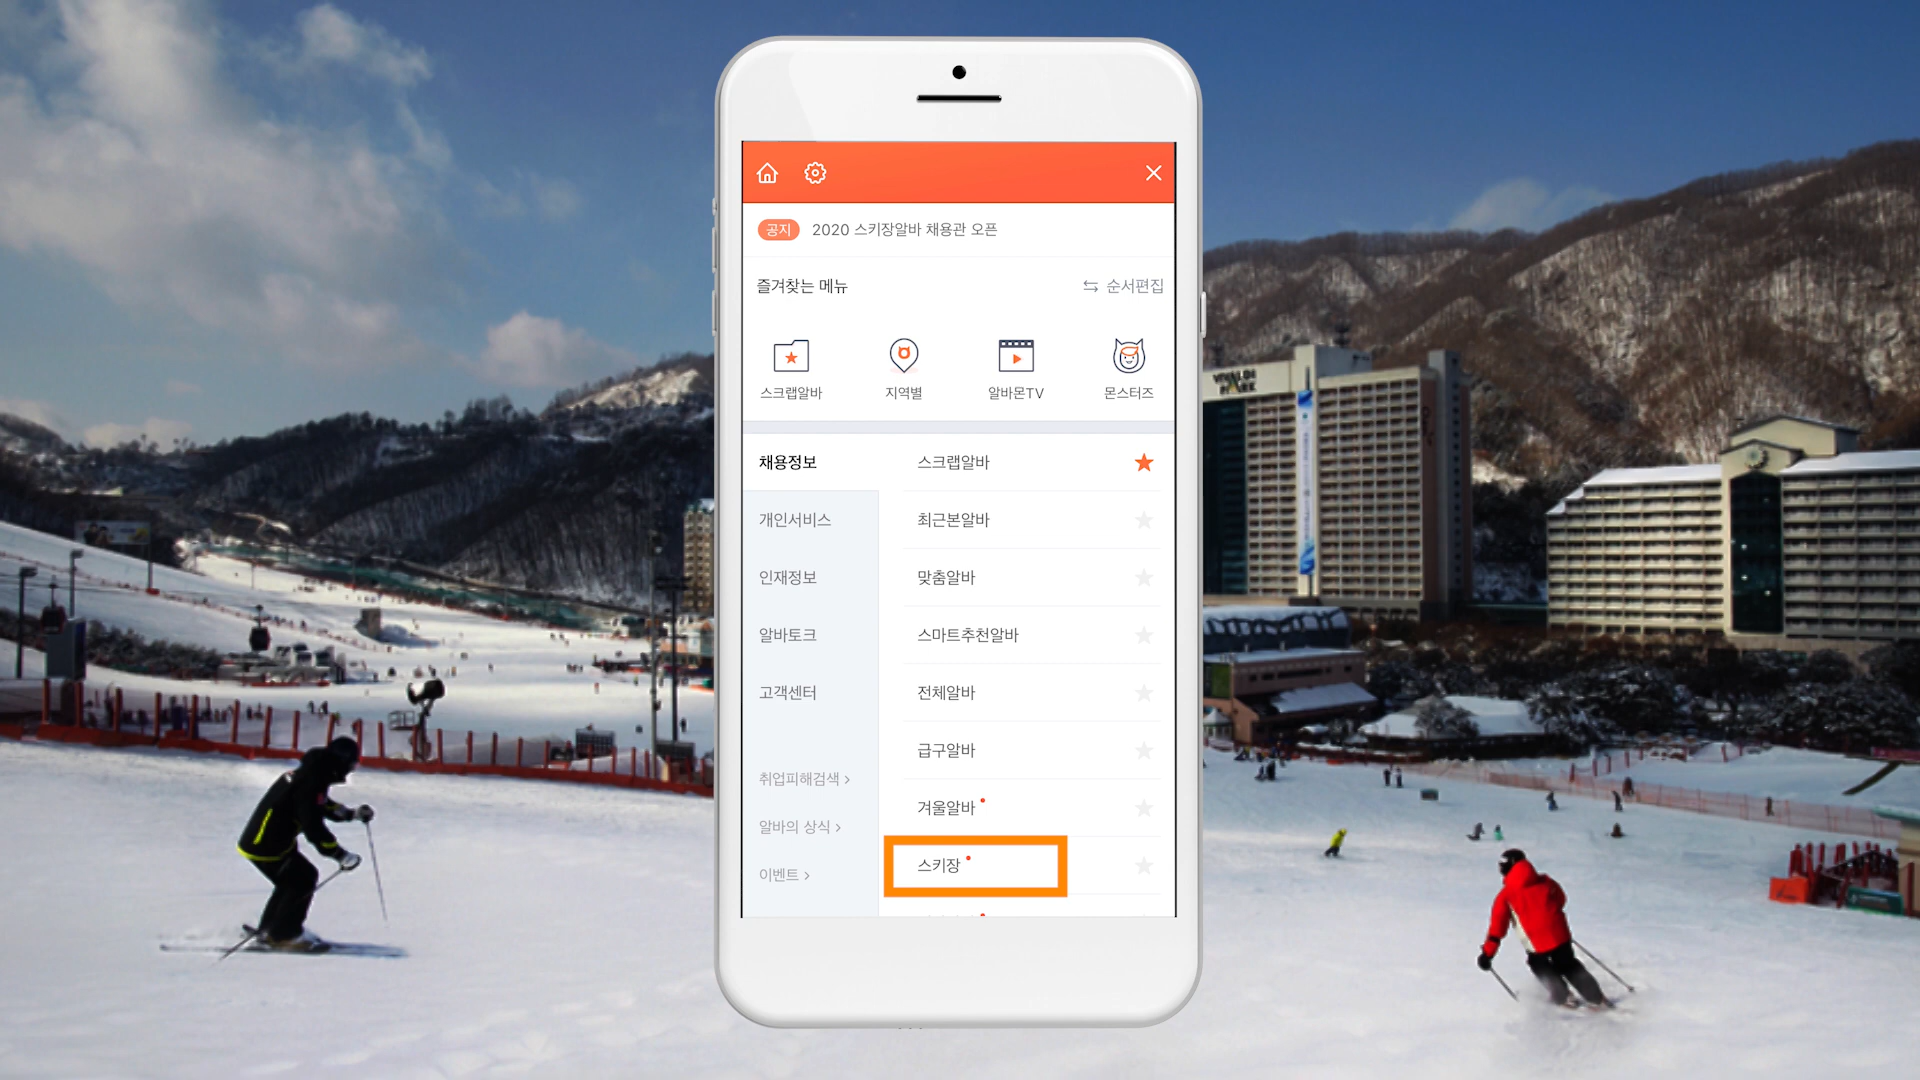 공지 2020 스키장알바 채용관 오픈
즐겨찾는 메뉴
순서편집
스크랩알바
지역별
알바몬TV
몬스터즈
채용정보
개인서비스
인재정보
알바토크
고객센터
취업피해검색 >
알바의 상식 >
이벤트 >
스크랩알바
최근본알바
맞춤알바
스마트추천알바
전체알바
급구알바
겨울알바
스키장
VIVALDI
PARK